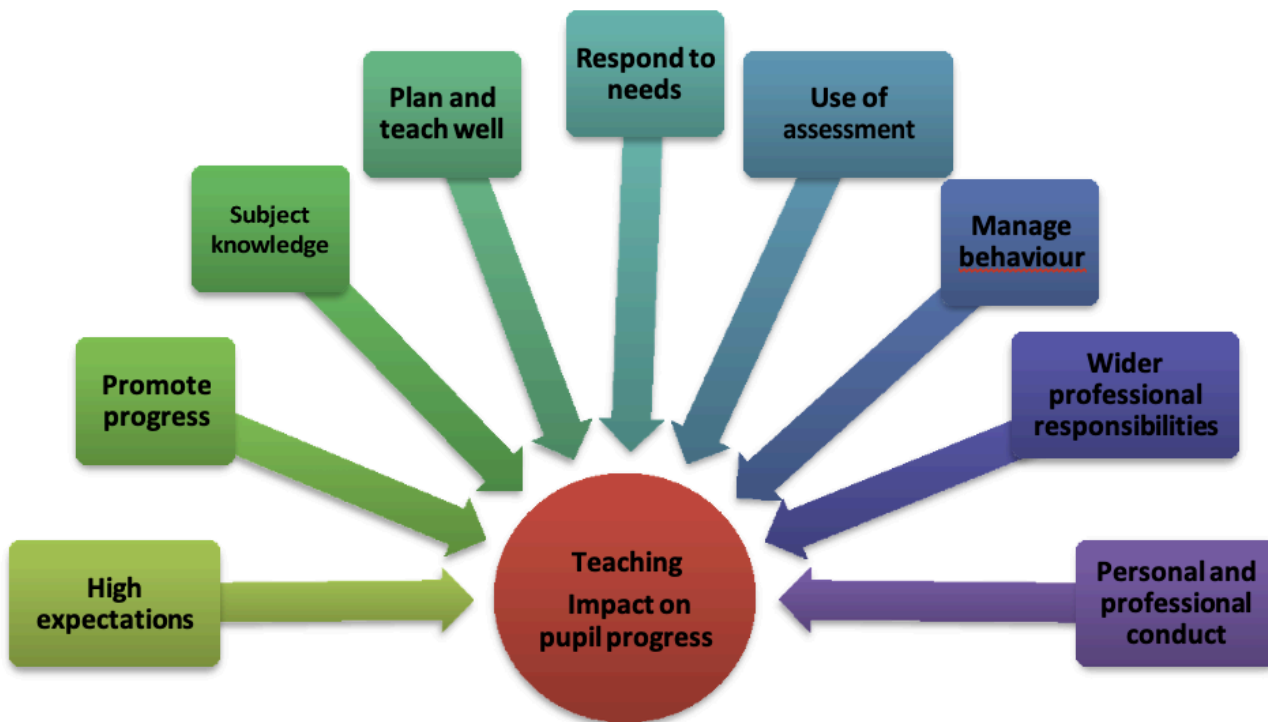 High
expectations
Promote
progress
Subject
knowledge
Plan and
teach well
Respond to
needs
Use of
assessment
Manage
behaviour
Wider
professional
responsibilities
Personal and
professional
conduct
Teaching
Impact on
pupil progress